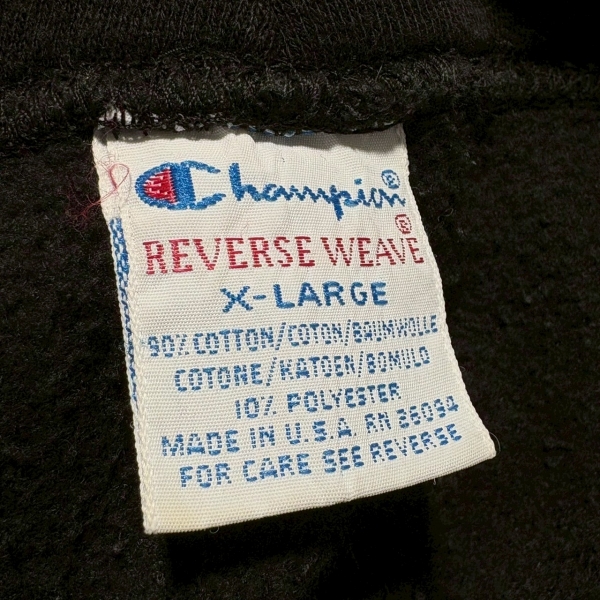 Champion®
REVERSE WEAVE®
X-LARGE
90% COTTON/COTON/BAUMWOLLE
COTONE/KATOEN/BOMULD
10% POLYESTER
MADE IN U.S.A. RN 38094
FOR CARE SEE REVERSE